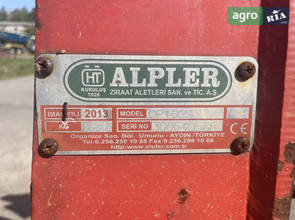 agro RIA
HT ALPLER
KURULUŞ
1926
ZİRAAT ALETLERİ SAN. ve TİC. A.Ş
İMAL YILI 2013 MODEL
KG SERI NO
Organize San. Böl. Umurlu - AYDIN /TÜRKİYE
Tel:0.256.259 10 55 Fax:0.256.259 10 66
http://www.alpler.com.tr